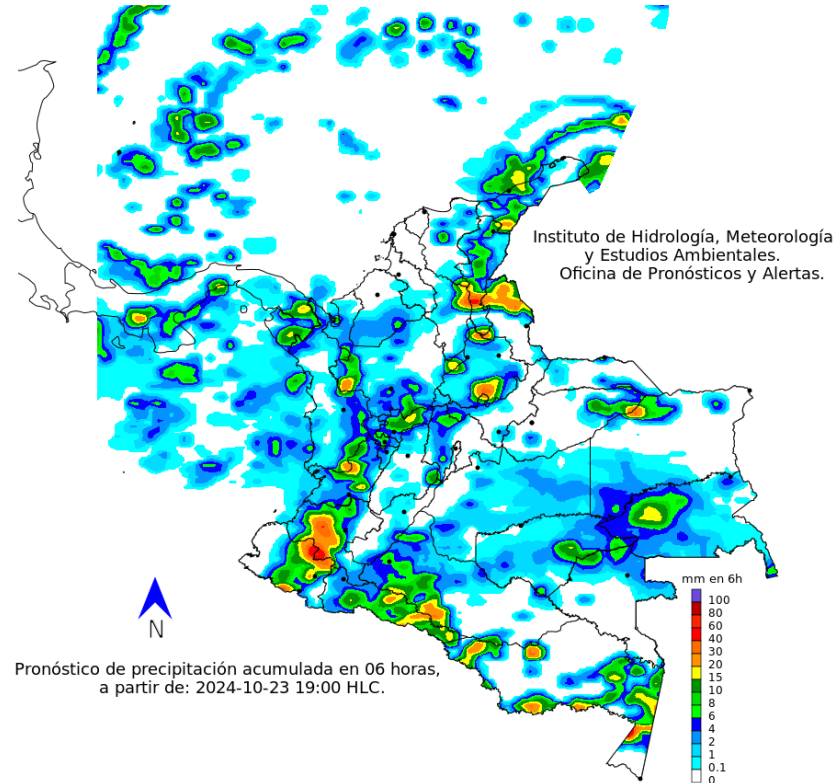 Instituto de Hidrología, Meteorología
y Estudios Ambientales.
Oficina de Pronósticos y Alertas.
N
Pronóstico de precipitación acumulada en 06 horas,
a partir de: 2024-10-23 19:00 HLC.
mm en 6h
100
80
60
40
30
20
15
10
8
6
4
2
1
0.1
0